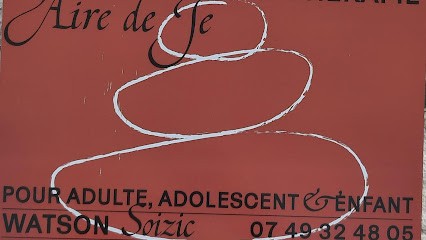 Aire de Je
POUR ADULTE, ADOLESCENT & ENFANT
WATSON Soizic 07 49 32 48 05